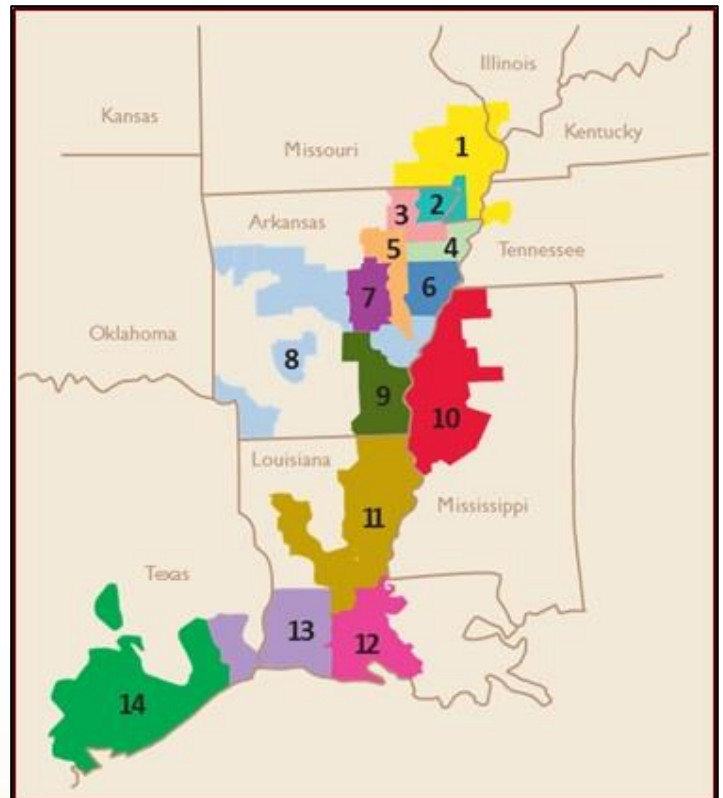 Illinois
Kansas
Kentucky
Missouri
1
2
3
Arkansas
4
5
Tennessee
6
7
Oklahoma
8
9
10
Louisiana
Mississippi
11
Texas
13
12
14